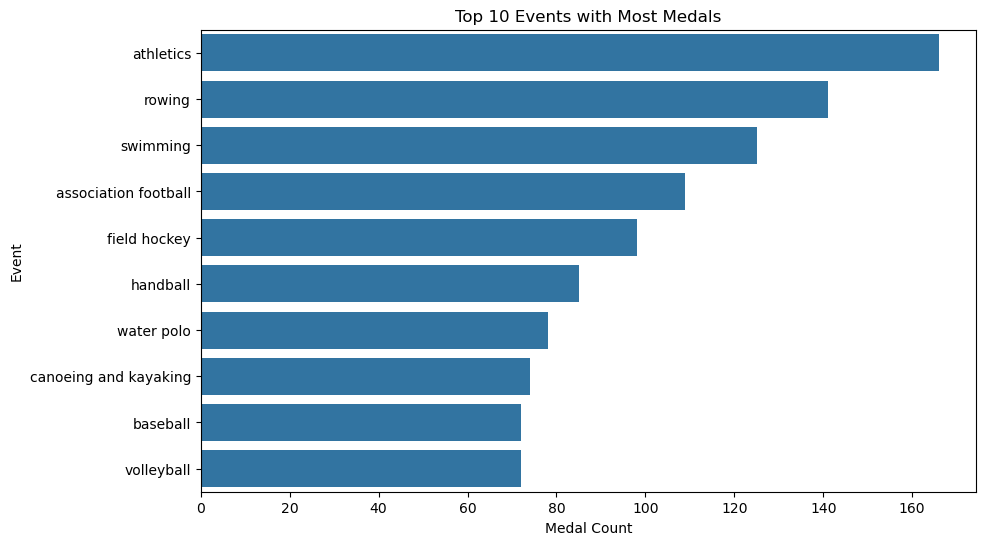 Top 10 Events with Most Medals
Event
athletics
rowing
swimming
association football
field hockey
handball
water polo
canoeing and kayaking
baseball
volleyball
0 20 40 60 80 100 120 140 160
Medal Count